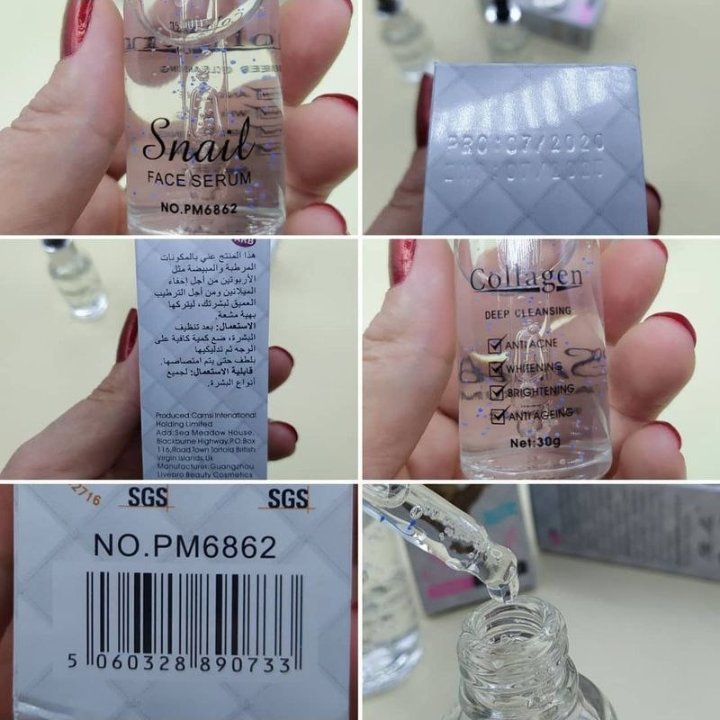 Snail
FACE SERUM
NO.PM6862
PRO:07/2020
هذا المنتج غني بالمكونات
المرطبة والمبيضة مثل
الأربوتين من أجل إخفاء
الميلانين ومن أجل الترطيب
العميق لبشرتك، ليتركها
بهية مشعة.
الاستعمال: بعد تنظيف
البشرة، ضع كمية كافية على
الوجه ثم تدليكها
بلطف حتى يتم امتصاصها.
قابلية الاستعمال: لجميع
أنواع البشرة.
Produced:Cams International
Holding Limited
Add:Sea Meadow House,
Blackburne Highway,P.O.Box
116,Road Town Tortola British
Virgin Islands,Uk
Manufacturer:Guangzhou
Livepro Beauty Cosmetics
Collagen
DEEP CLEANSING
ANTI ACNE
WHITENING
BRIGHTENING
ANTI AGEING
Net:30g
2716
SGS
SGS
NO.PM6862
5 060328 890733